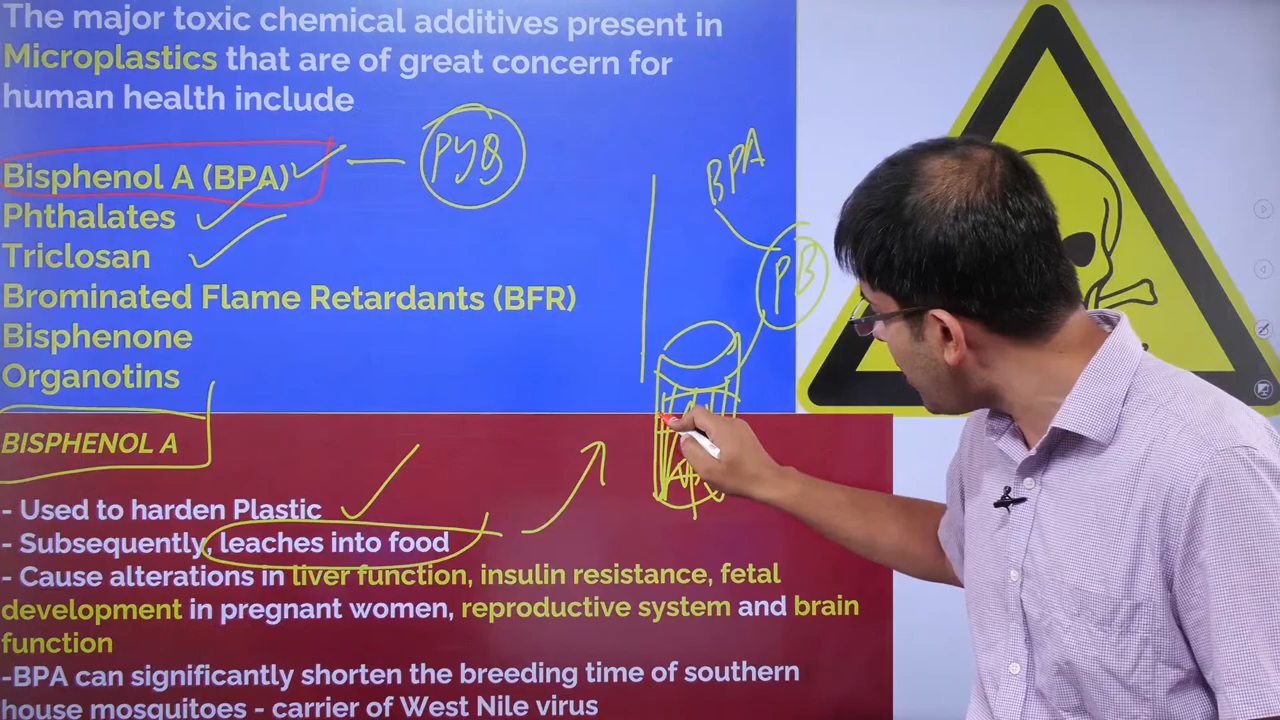 The major toxic chemical additives present in
Microplastics that are of great concern for
human health include
Bisphenol A (BPA)
PYQ
Phthalates
Triclosan
Brominated Flame Retardants (BFR)
Bisphenone
Organotins
BPA
PB
BISPHENOL A
- Used to harden Plastic
- Subsequently, leaches into food
- Cause alterations in liver function, insulin resistance, fetal
development in pregnant women, reproductive system and brain
function
-BPA can significantly shorten the breeding time of southern
house mosquitoes - carrier of West Nile virus